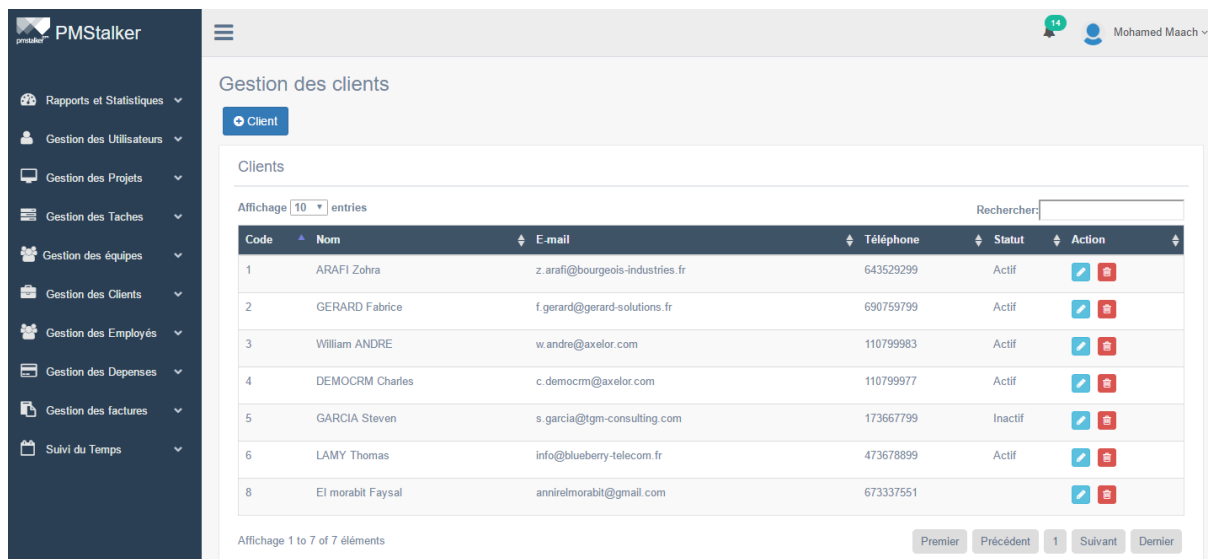 pmstalker PMStalker
14
Mohamed Maach
Rapports et Statistiques
Gestion des Utilisateurs
Gestion des Projets
Gestion des Taches
Gestion des équipes
Gestion des Clients
Gestion des Employés
Gestion des Depenses
Gestion des factures
Suivi du Temps
Gestion des clients
Client
Clients
Affichage 10 entries
Rechercher:
Code Nom E-mail Téléphone Statut Action
1 ARAFI Zohra z.arafi@bourgeois-industries.fr 643529299 Actif
2 GERARD Fabrice f.gerard@gerard-solutions.fr 690759799 Actif
3 William ANDRE w.andre@axelor.com 110799983 Actif
4 DEMOCRM Charles c.democrm@axelor.com 110799977 Actif
5 GARCIA Steven s.garcia@tgm-consulting.com 173667799 Inactif
6 LAMY Thomas info@blueberry-telecom.fr 473678899 Actif
8 El morabit Faysal annirelmorabit@gmail.com 673337551
Affichage 1 to 7 of 7 éléments
Premier Précédent 1 Suivant Dernier